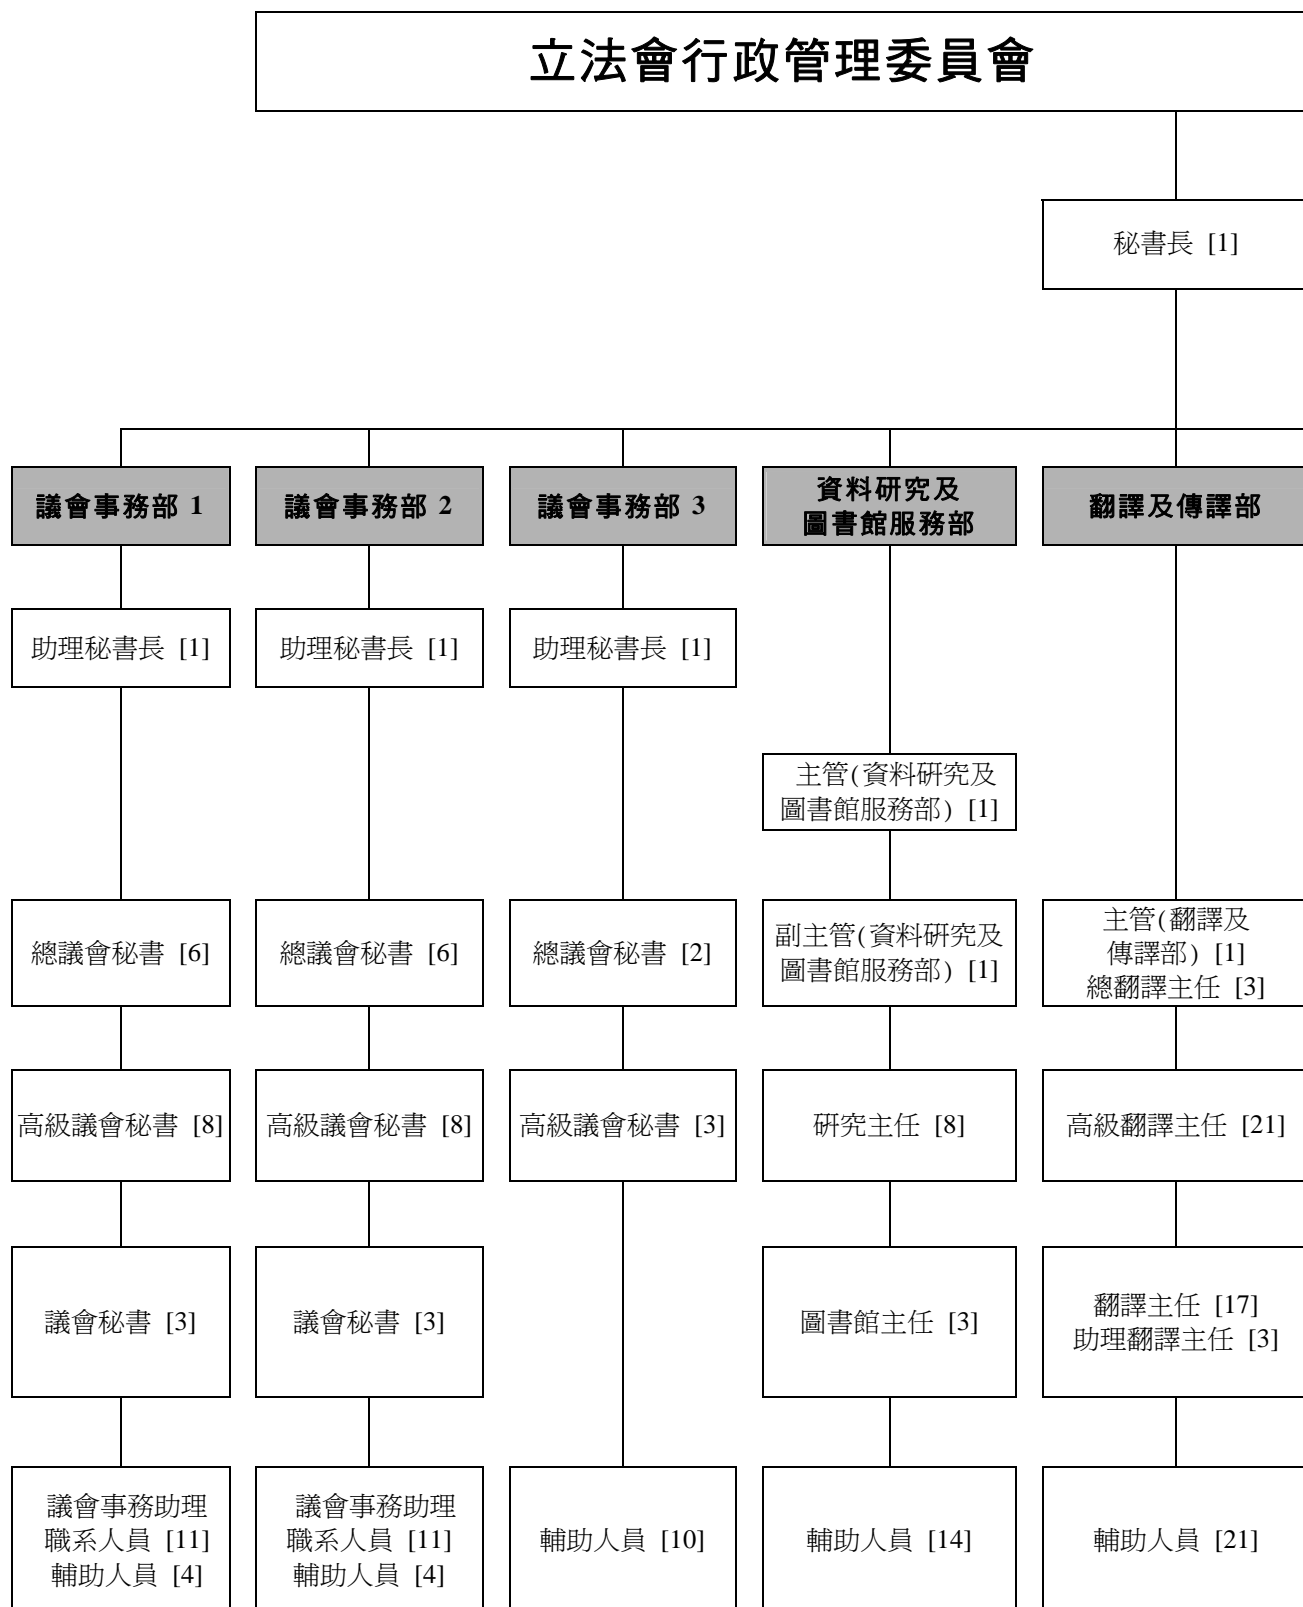 立法會行政管理委員會
秘書長 [1]
議會事務部 1
議會事務部 2
議會事務部 3
資料研究及
圖書館服務部
翻譯及傳譯部
助理秘書長 [1]
助理秘書長 [1]
助理秘書長 [1]
主管(資料研究及
圖書館服務部) [1]
總議會秘書 [6]
總議會秘書 [6]
總議會秘書 [2]
副主管(資料研究及
圖書館服務部) [1]
主管(翻譯及
傳譯部) [1]
總翻譯主任 [3]
高級議會秘書 [8]
高級議會秘書 [8]
高級議會秘書 [3]
研究主任 [8]
高級翻譯主任 [21]
議會秘書 [3]
議會秘書 [3]
圖書館主任 [3]
翻譯主任 [17]
助理翻譯主任 [3]
議會事務助理
職系人員 [11]
輔助人員 [4]
議會事務助理
職系人員 [11]
輔助人員 [4]
輔助人員 [10]
輔助人員 [14]
輔助人員 [21]